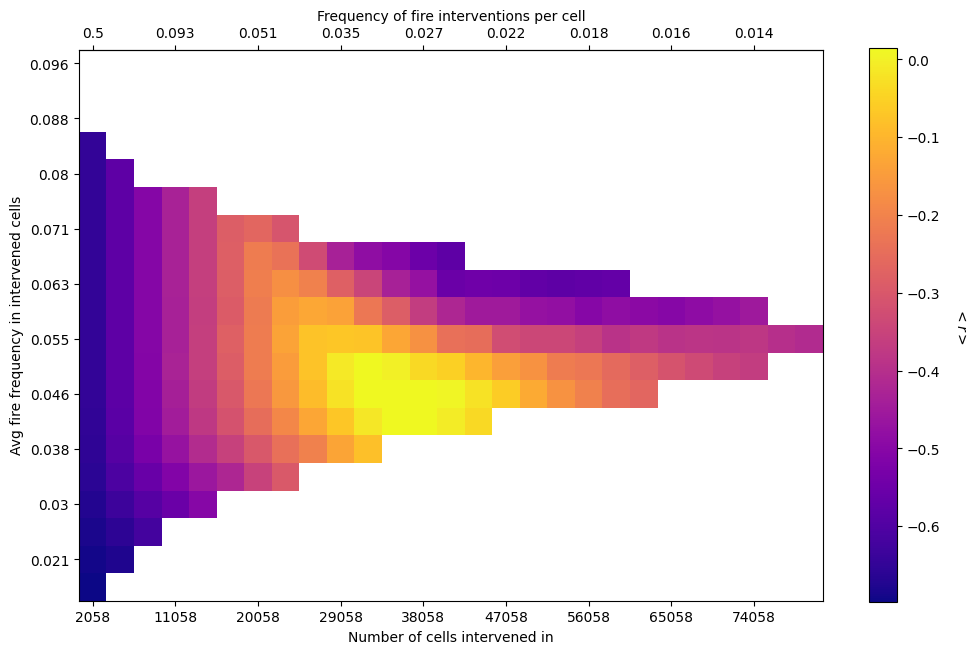 Frequency of fire interventions per cell
0.5 0.093 0.051 0.035 0.027 0.022 0.018 0.016 0.014
Avg fire frequency in intervened cells
0.096
0.088
0.08
0.071
0.063
0.055
0.046
0.038
0.03
0.021
2058 11058 20058 29058 38058 47058 56058 65058 74058
Number of cells intervened in
0.0
−0.1
−0.2
−0.3
−0.4
−0.5
−0.6
< r >